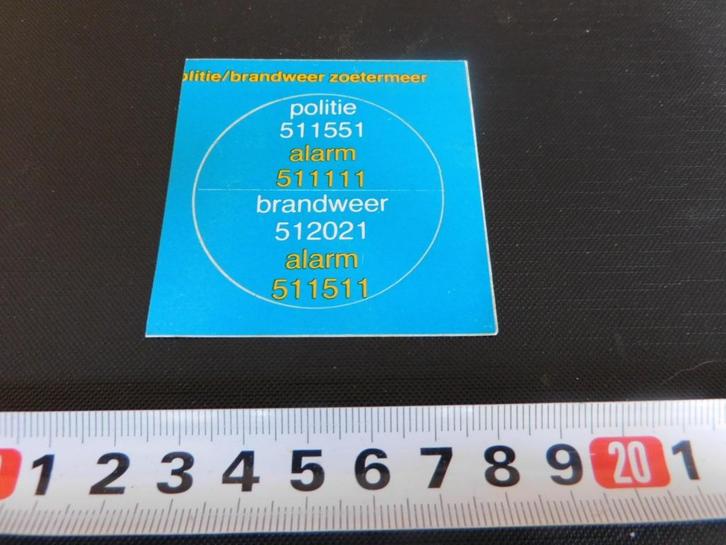 olitie/brandweer zoetermeer
politie
511551
alarm
511111
brandweer
512021
alarm
511511
1 2 3 4 5 6 7 8 9 20 1